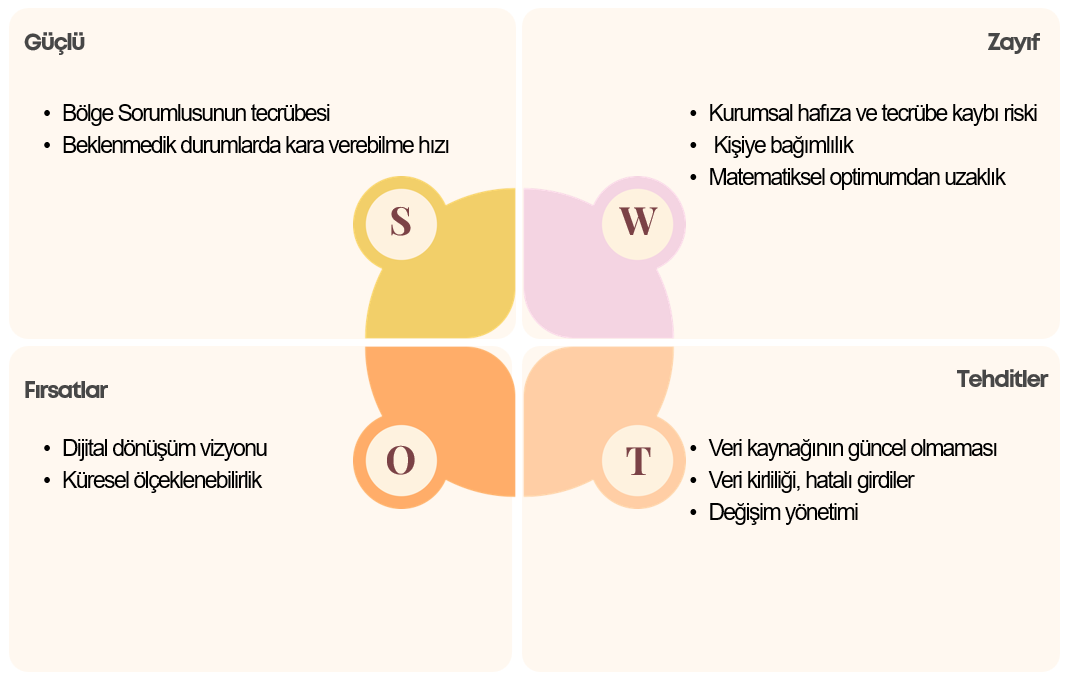 Güçlü
• Bölge Sorumlusunun tecrübesi
• Beklenmedik durumlarda kara verebilme hızı
S
Zayıf
• Kurumsal hafıza ve tecrübe kaybı riski
• Kişiye bağımlılık
• Matematiksel optimumdan uzaklık
W
Fırsatlar
• Dijital dönüşüm vizyonu
• Küresel ölçeklenebilirlik
O
Tehditler
• Veri kaynağının güncel olmaması
• Veri kirliliği, hatalı girdiler
• Değişim yönetimi
T